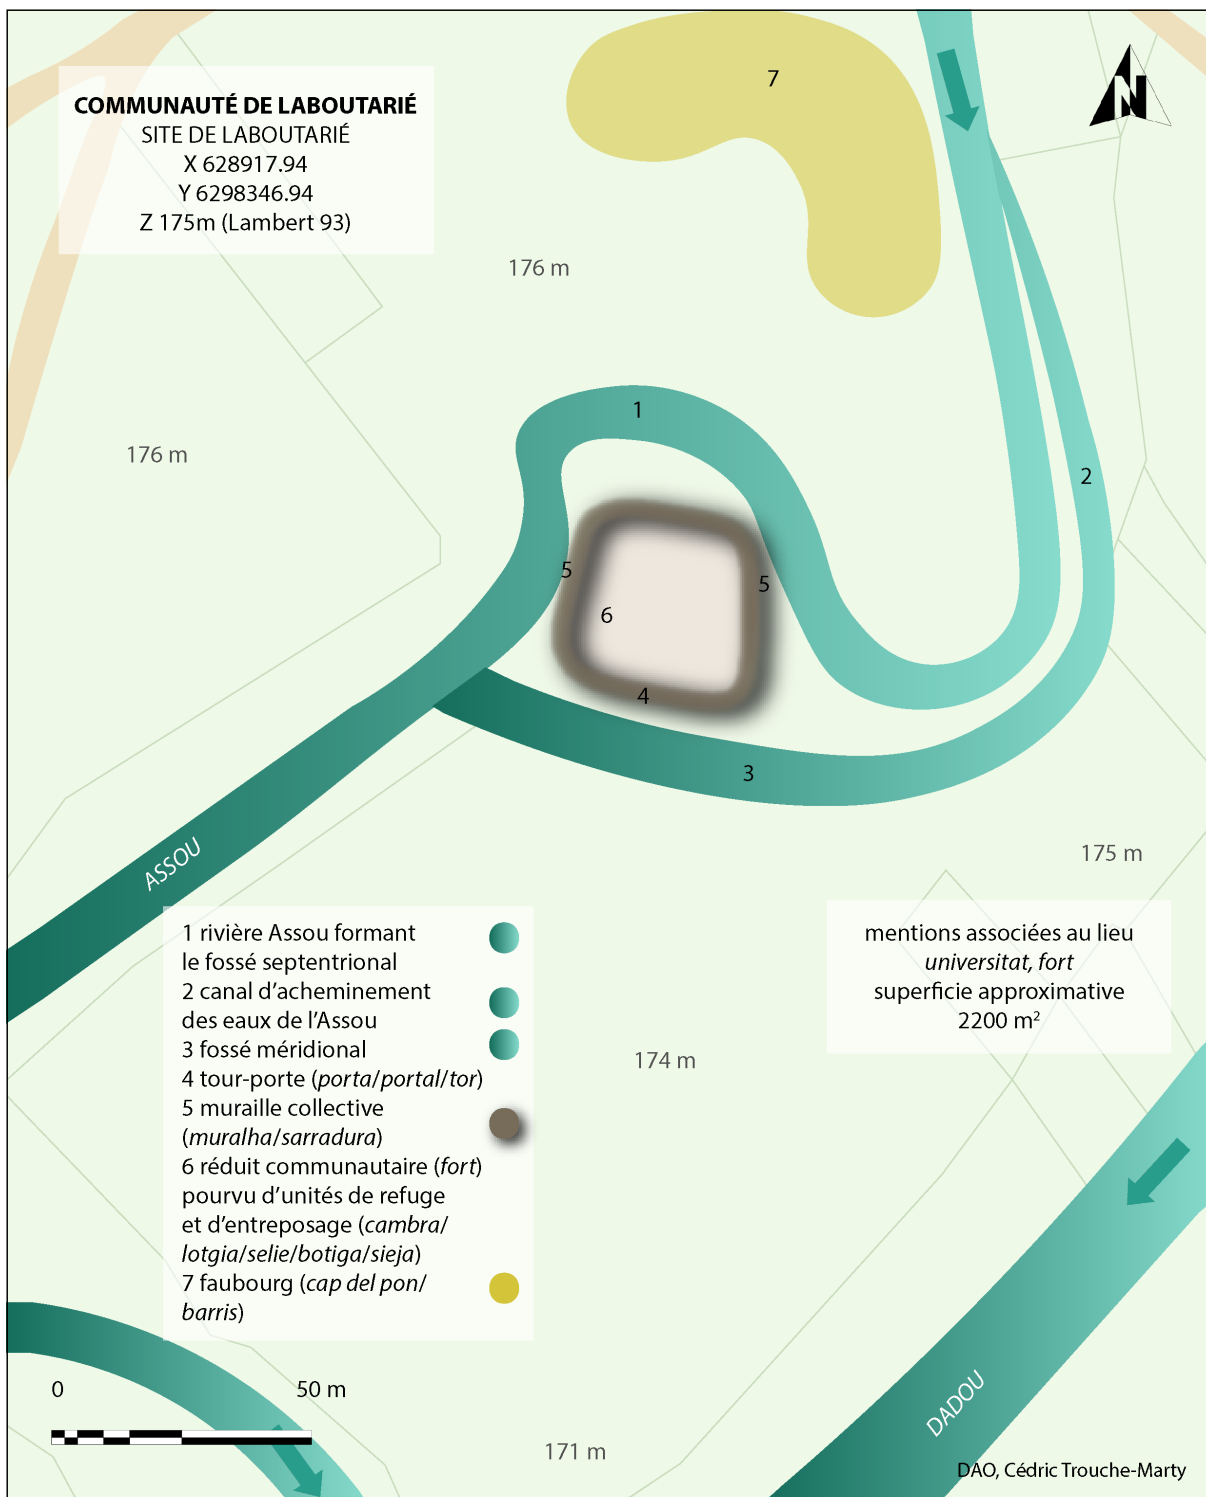 COMMUNAUTÉ DE LABOUTARIÉ
SITE DE LABOUTARIÉ
X 628917.94
Y 6298346.94
Z 175m (Lambert 93)
7
N
176 m
1
176 m
2
5
5
6
4
3
175 m
ASSOU
1 rivière Assou formant
le fossé septentrional
2 canal d’acheminement
des eaux de l’Assou
3 fossé méridional
4 tour-porte (porta/portal/tor)
5 muraille collective
(muralha/sarradura)
6 réduit communautaire (fort)
pourvu d’unités de refuge
et d’entreposage (cambra/
lotgia/selie/botiga/sieja)
7 faubourg (cap del pon/
barris)
mentions associées au lieu
universitat, fort
superficie approximative
2200 m²
174 m
0 50 m
DADOU
171 m
DAO, Cédric Trouche-Marty